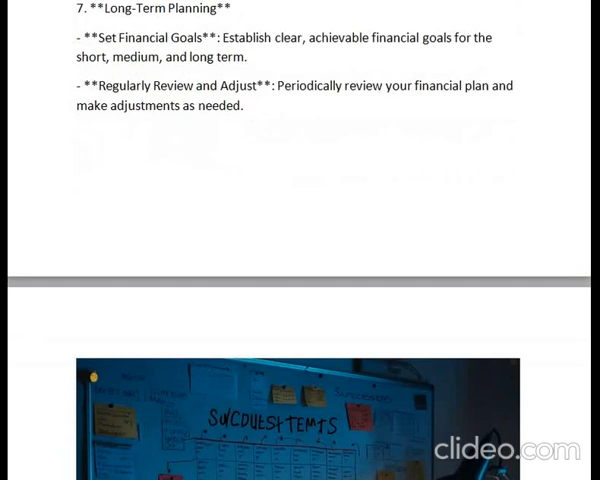 7. **Long-Term Planning**
- **Set Financial Goals**: Establish clear, achievable financial goals for the
short, medium, and long term.
- **Regularly Review and Adjust**: Periodically review your financial plan and
make adjustments as needed.
SWCDUESTTEMTS
clideo.com